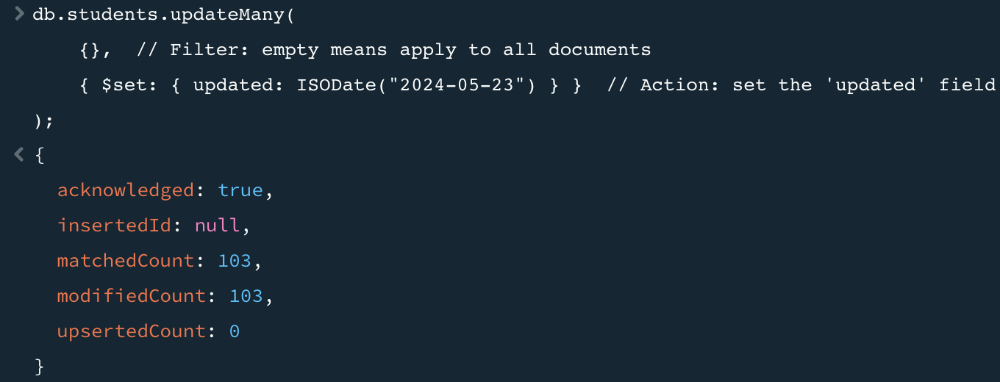 > db.students.updateMany(
{},  // Filter: empty means apply to all documents
{ $set: { updated: ISODate("2024-05-23") } }  // Action: set the 'updated' field
);
< {
acknowledged: true,
insertedId: null,
matchedCount: 103,
modifiedCount: 103,
upsertedCount: 0
}